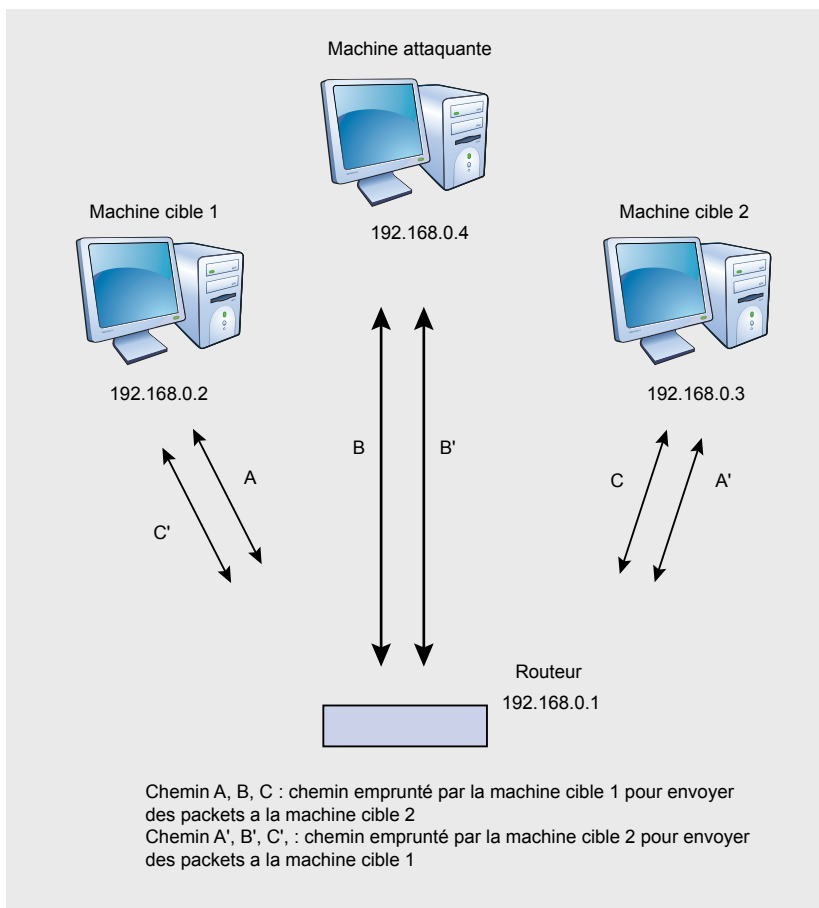 Machine attaquante
192.168.0.4
Machine cible 1
192.168.0.2
Machine cible 2
192.168.0.3
A
C'
B
B'
C
A'
Routeur
192.168.0.1
Chemin A, B, C : chemin emprunté par la machine cible 1 pour envoyer
des packets a la machine cible 2
Chemin A', B', C', : chemin emprunté par la machine cible 2 pour envoyer
des packets a la machine cible 1